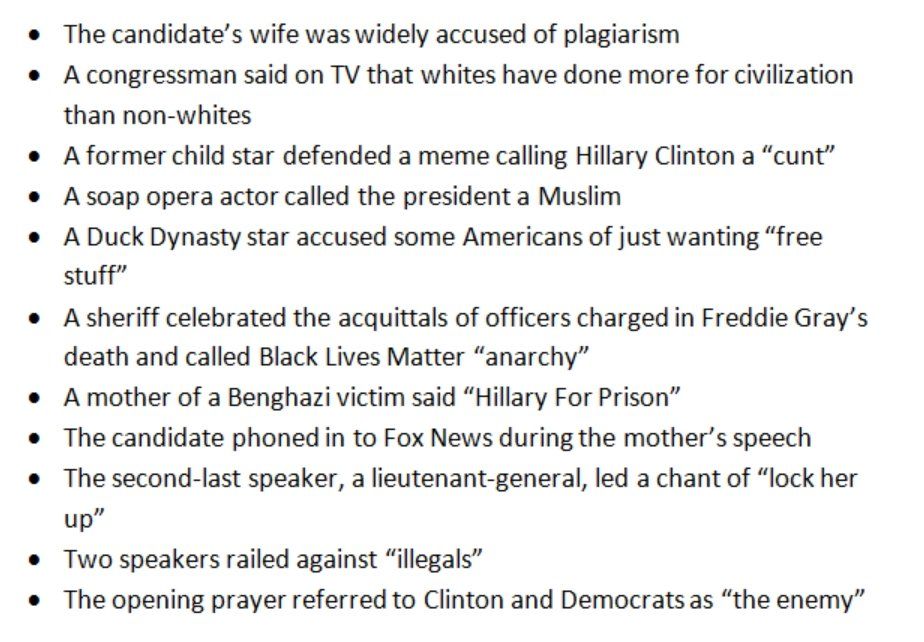 • The candidate’s wife was widely accused of plagiarism
• A congressman said on TV that whites have done more for civilization
than non-whites
• A former child star defended a meme calling Hillary Clinton a “cunt”
• A soap opera actor called the president a Muslim
• A Duck Dynasty star accused some Americans of just wanting “free
stuff”
• A sheriff celebrated the acquittals of officers charged in Freddie Gray’s
death and called Black Lives Matter “anarchy”
• A mother of a Benghazi victim said “Hillary For Prison”
• The candidate phoned in to Fox News during the mother’s speech
• The second-last speaker, a lieutenant-general, led a chant of “lock her
up”
• Two speakers railed against “illegals”
• The opening prayer referred to Clinton and Democrats as “the enemy”